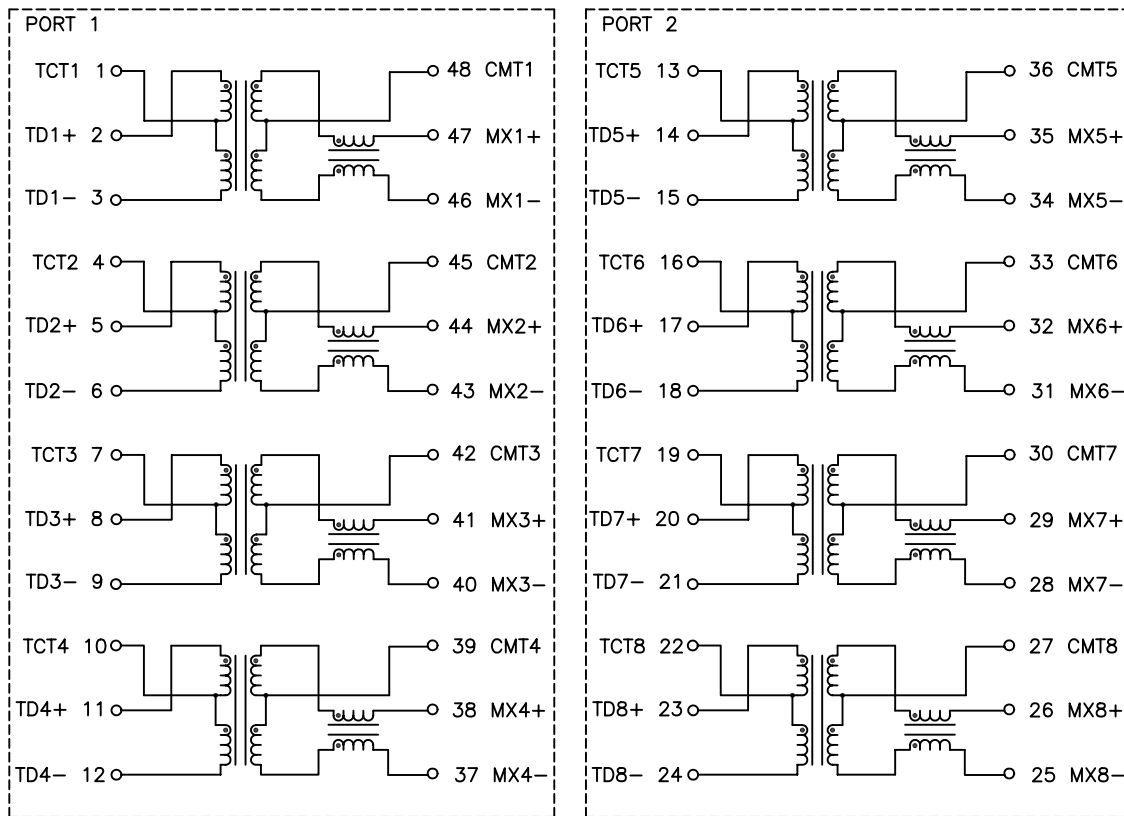 PORT 1
TCT1 1
48 CMT1
TD1+ 2
47 MX1+
TD1- 3
46 MX1-
TCT2 4
45 CMT2
TD2+ 5
44 MX2+
TD2- 6
43 MX2-
TCT3 7
42 CMT3
TD3+ 8
41 MX3+
TD3- 9
40 MX3-
TCT4 10
39 CMT4
TD4+ 11
38 MX4+
TD4- 12
37 MX4-
PORT 2
TCT5 13
36 CMT5
TD5+ 14
35 MX5+
TD5- 15
34 MX5-
TCT6 16
33 CMT6
TD6+ 17
32 MX6+
TD6- 18
31 MX6-
TCT7 19
30 CMT7
TD7+ 20
29 MX7+
TD7- 21
28 MX7-
TCT8 22
27 CMT8
TD8+ 23
26 MX8+
TD8- 24
25 MX8-